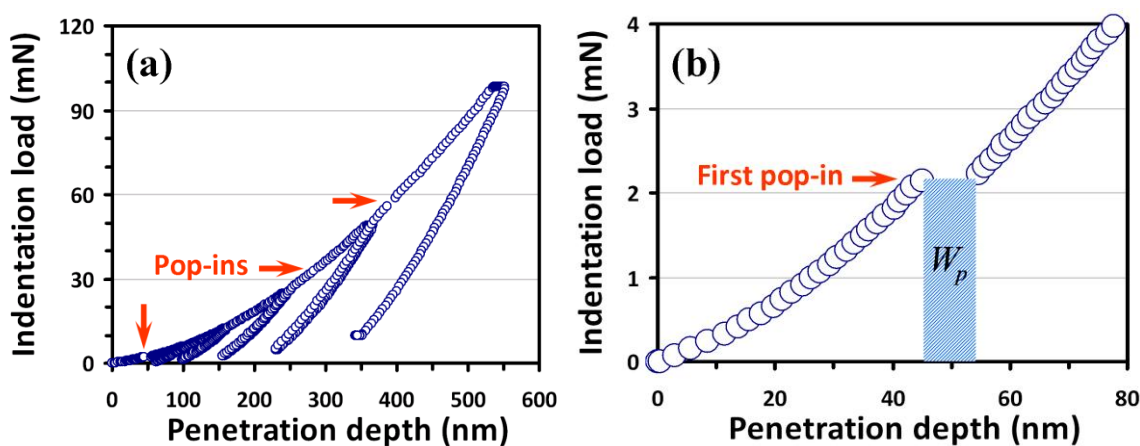 120
90
60
30
0
0 100 200 300 400 500 600
Indentation load (mN)
Penetration depth (nm)
(a)
Pop-ins
4
3
2
1
0
0 20 40 60 80
Indentation load (mN)
Penetration depth (nm)
(b)
First pop-in
Wp